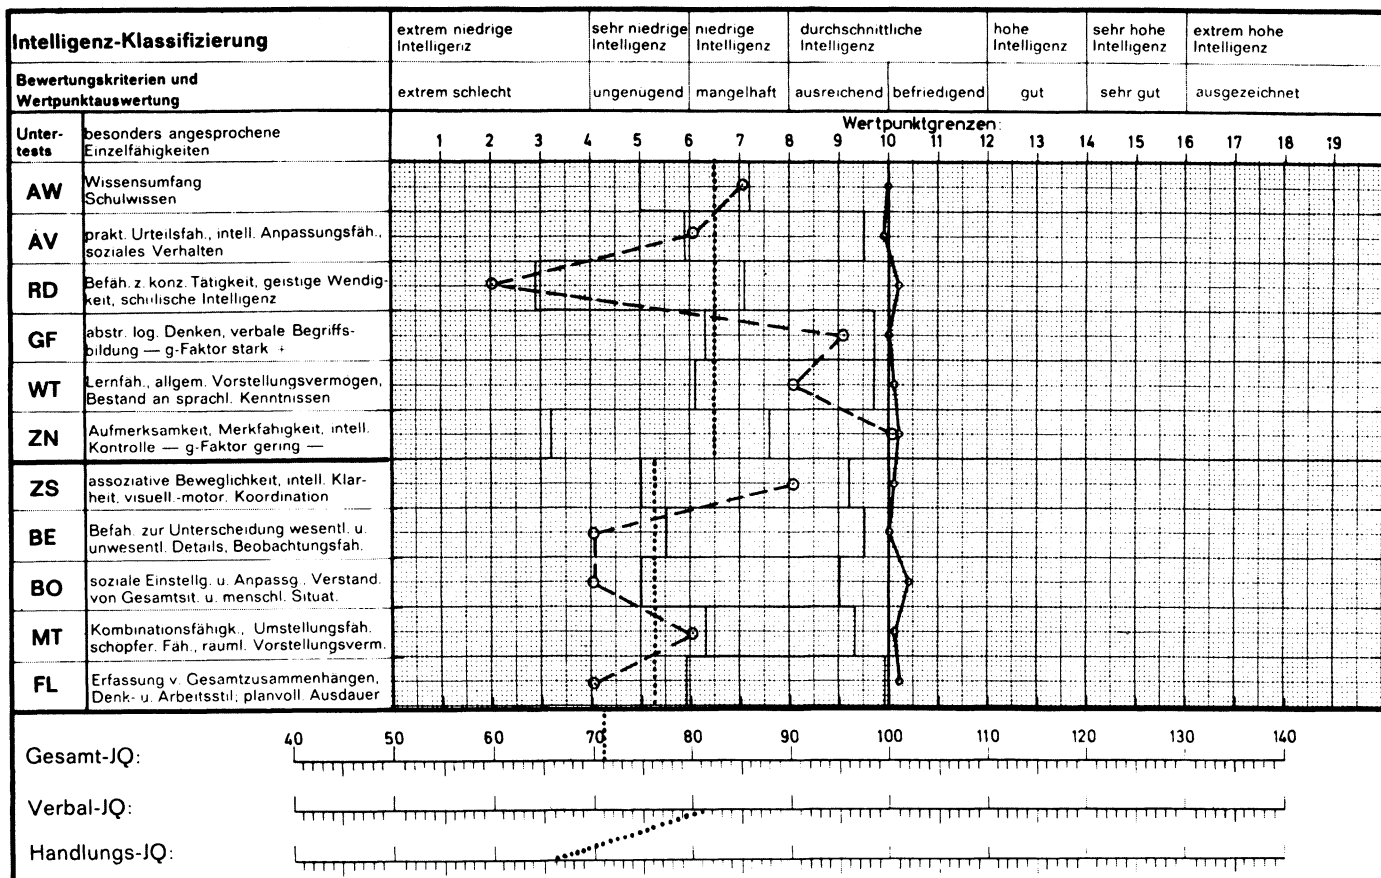 Intelligenz-Klassifizierung
extrem niedrige
Intelligenz
sehr niedrige
Intelligenz
niedrige
Intelligenz
durchschnittliche
Intelligenz
hohe
Intelligenz
sehr hohe
Intelligenz
extrem hohe
Intelligenz
Bewertungskriterien und
Wertpunktauswertung
extrem schlecht
ungenügend
mangelhaft
ausreichend
befriedigend
gut
sehr gut
ausgezeichnet
Unter-
tests
besonders angesprochene
Einzelfähigkeiten
Wertpunktgrenzen:
1 2 3 4 5 6 7 8 9 10 11 12 13 14 15 16 17 18 19
AW
Wissensumfang
Schulwissen
AV
prakt. Urteilsfäh., intell. Anpassungsfäh.,
soziales Verhalten
RD
Befäh. z. konz. Tätigkeit, geistige Wendig-
keit, schulische Intelligenz
GF
abstr. log. Denken, verbale Begriffs-
bildung — g-Faktor stark +
WT
Lernfäh., allgem. Vorstellungsvermögen,
Bestand an sprachl. Kenntnissen
ZN
Aufmerksamkeit, Merkfähigkeit, intell.
Kontrolle — g-Faktor gering —
ZS
assoziative Beweglichkeit, intell. Klar-
heit, visuell.-motor. Koordination
BE
Befäh. zur Unterscheidung wesentl. u.
unwesentl. Details, Beobachtungsfäh.
BO
soziale Einstellg. u. Anpassg., Verständ.
von Gesamtsit. u. menschl. Situat.
MT
Kombinationsfähigk., Umstellungsfäh.
schöpfer. Fäh., räuml. Vorstellungsverm.
FL
Erfassung v. Gesamtzusammenhängen,
Denk- u. Arbeitsstil, planvoll. Ausdauer
40 50 60 70 80 90 100 110 120 130 140
Gesamt-JQ:
Verbal-JQ:
Handlungs-JQ: